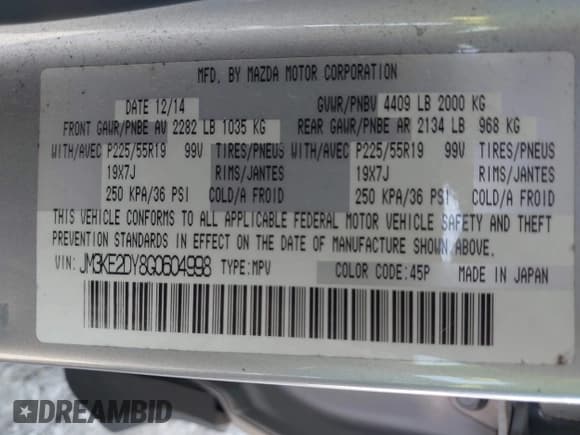 MFD. BY MAZDA MOTOR CORPORATION
DATE 12/14 GVWR/PNBV 4409 LB 2000 KG
FRONT GAWR/PNBE AV 2282 LB 1035 KG REAR GAWR/PNBE AR 2134 LB 968 KG
WITH/AVEC P225/55R19 99V TIRES/PNEUS WITH/AVEC P225/55R19 99V TIRES/PNEUS
19X7J RIMS/JANTES 19X7J RIMS/JANTES
250 KPA/36 PSI COLD/A FROID 250 KPA/36 PSI COLD/A FROID
THIS VEHICLE CONFORMS TO ALL APPLICABLE FEDERAL MOTOR VEHICLE SAFETY AND THEFT
PREVENTION STANDARDS IN EFFECT ON THE DATE OF MANUFACTURE SHOWN ABOVE.
VIN: JM3KE2DY8G0604998 TYPE:MPV COLOR CODE:45P MADE IN JAPAN
DREAMBID